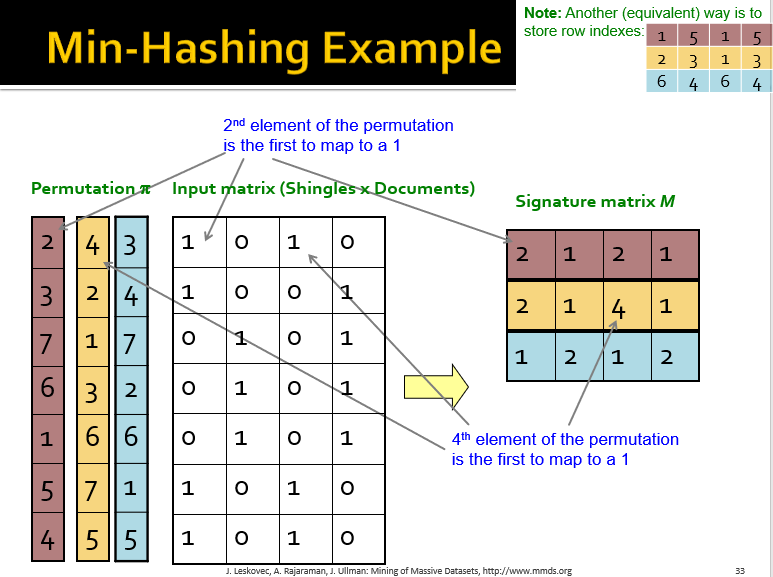 Min-Hashing Example
Note: Another (equivalent) way is to
store row indexes:
1 5 1 5
2 3 1 3
6 4 6 4
2nd element of the permutation
is the first to map to a 1
Permutation π
Input matrix (Shingles x Documents)
Signature matrix M
2 4 3
3 2 4
7 1 7
6 3 2
1 6 6
5 7 1
4 5 5
1 0 1 0
1 0 0 1
0 1 0 1
0 1 0 1
0 1 0 1
1 0 1 0
1 0 1 0
2 1 2 1
2 1 4 1
1 2 1 2
4th element of the permutation
is the first to map to a 1
J. Leskovec, A. Rajaraman, J. Ullman: Mining of Massive Datasets, http://www.mmds.org
33